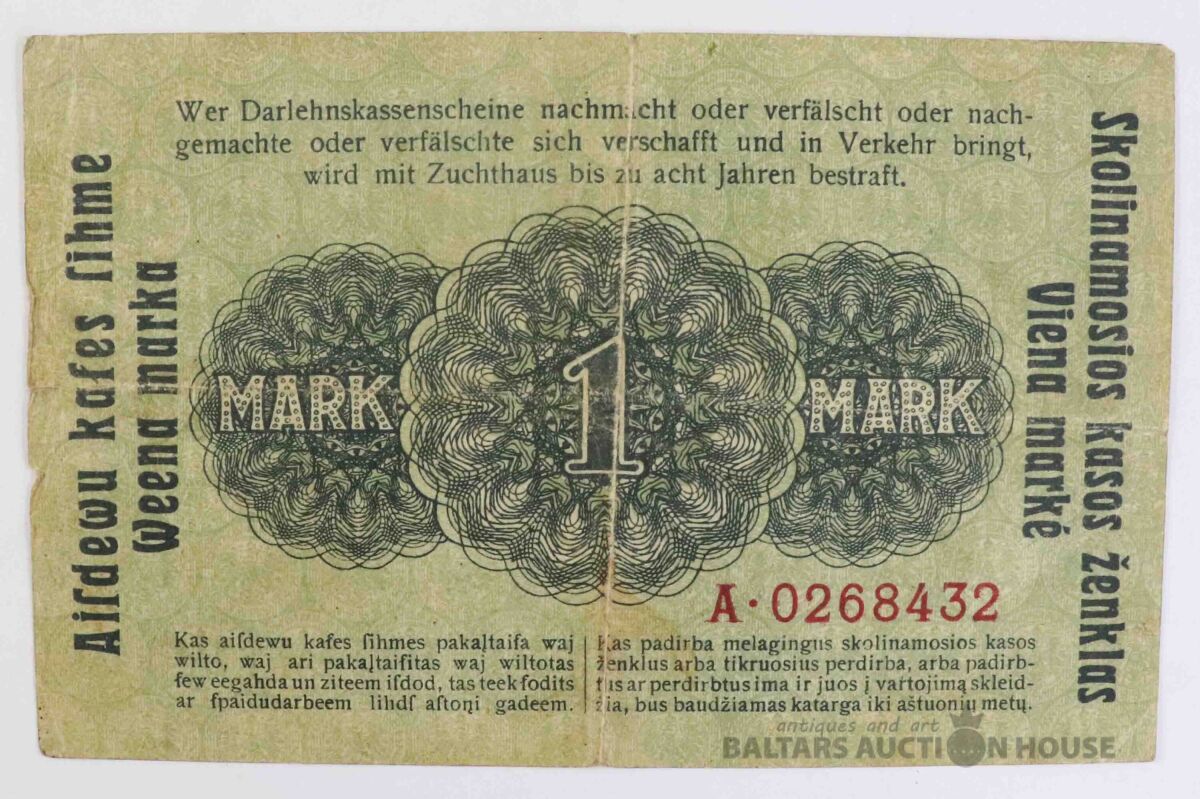 Wer Darlehnskassenscheine nachmacht oder verfälscht oder nach-
gemachte oder verfälschte sich verschafft und in Verkehr bringt,
wird mit Zuchthaus bis zu acht Jahren bestraft.
Aiſdewu kaſes ſihme
Weena marka
MARK
1
MARK
Skolinamosios kasos ženklas
Viena markė
A·0268432
Kas aiſdewu kaſes ſihmes pakaļtaiſa waj
wilto, waj ari pakaļtaiſitas waj wiltotas
ſew eegahda un ziteem iſdod, tas teek ſodits
ar ſpaidudarbeem lihdſ aſtoņi gadeem.
Kas padirba melagingus skolinamosios kasos
ženklus arba tikruosius perdirba, arba padirb-
tus ar perdirbtus ima ir juos į vartojimą skleid-
žia, bus baudžiamas katarga iki aštuonių metų.
antiques and art
BALTARS AUCTION HOUSE